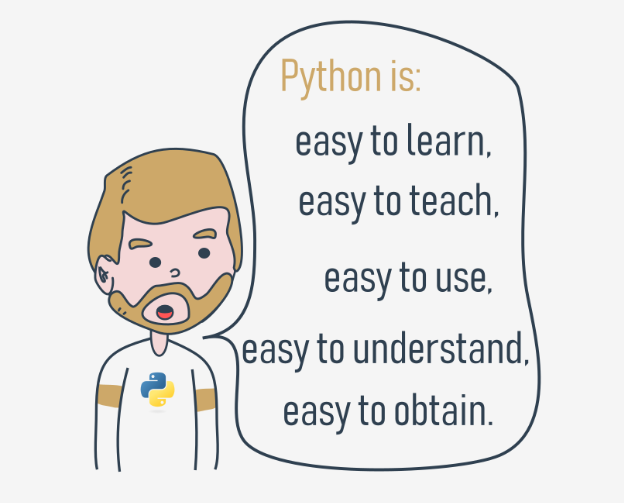 Python is:
easy to learn,
easy to teach,
easy to use,
easy to understand,
easy to obtain.